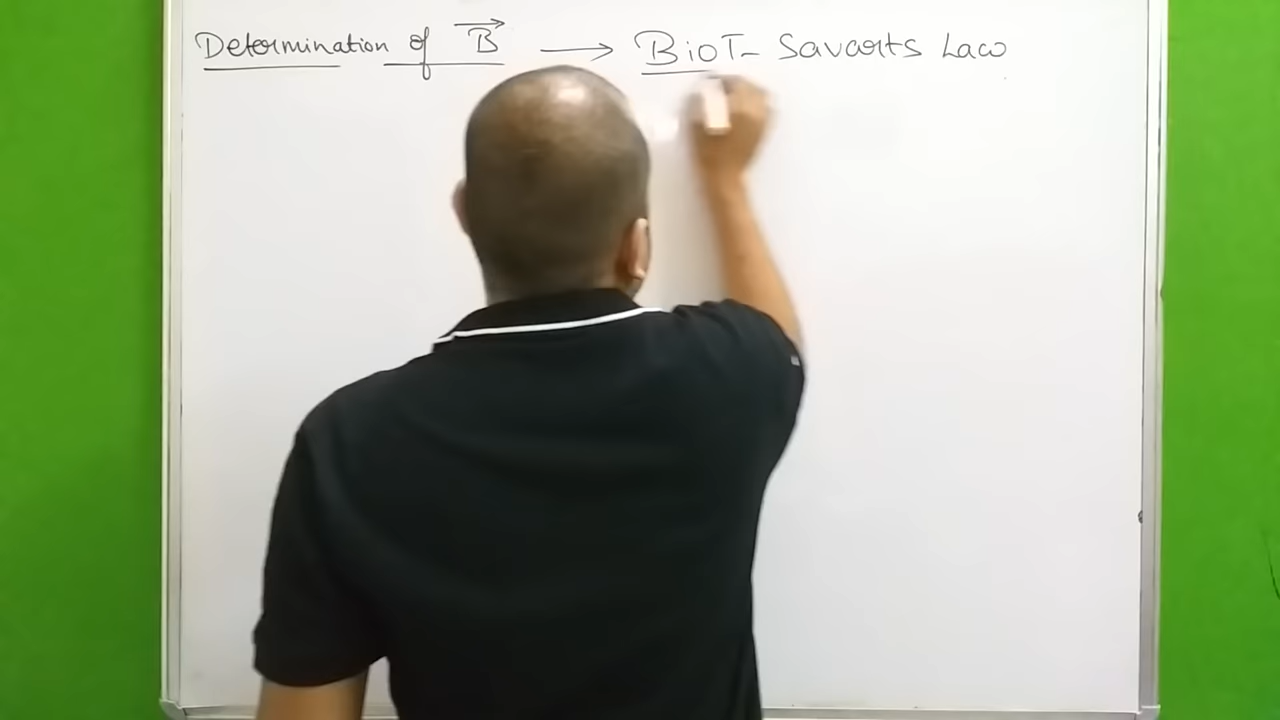 Determination of B⃗ ⟶ BioT- Savarts Law